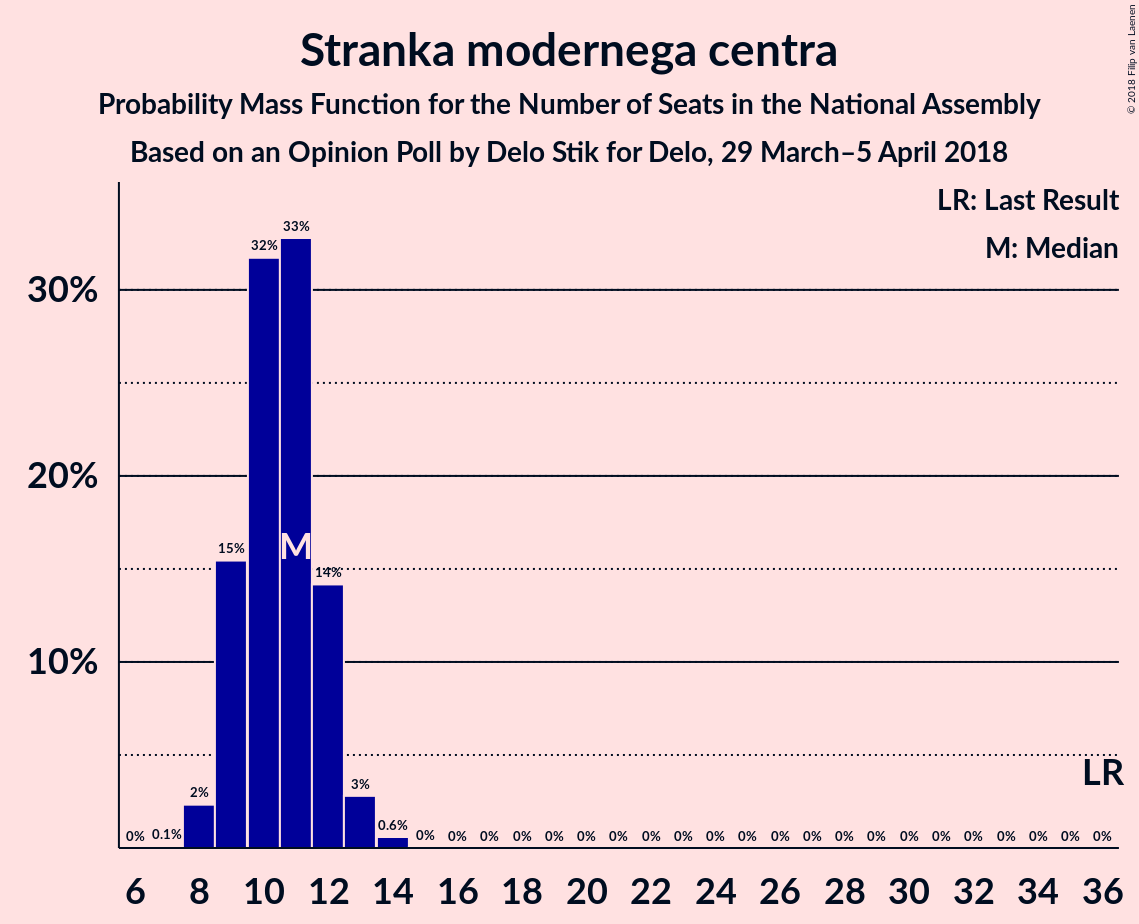 Stranka modernega centra
Probability Mass Function for the Number of Seats in the National Assembly
Based on an Opinion Poll by Delo Stik for Delo, 29 March–5 April 2018
© 2018 Filip van Laenen
LR: Last Result
M: Median
30%
20%
10%
0% 0.1% 2% 15% 32% 33% 14% 3% 0.6% 0% 0% 0% 0% 0% 0% 0% 0% 0% 0% 0% 0% 0% 0% 0% 0% 0% 0% 0% 0% 0% 0%
M
LR
6 8 10 12 14 16 18 20 22 24 26 28 30 32 34 36